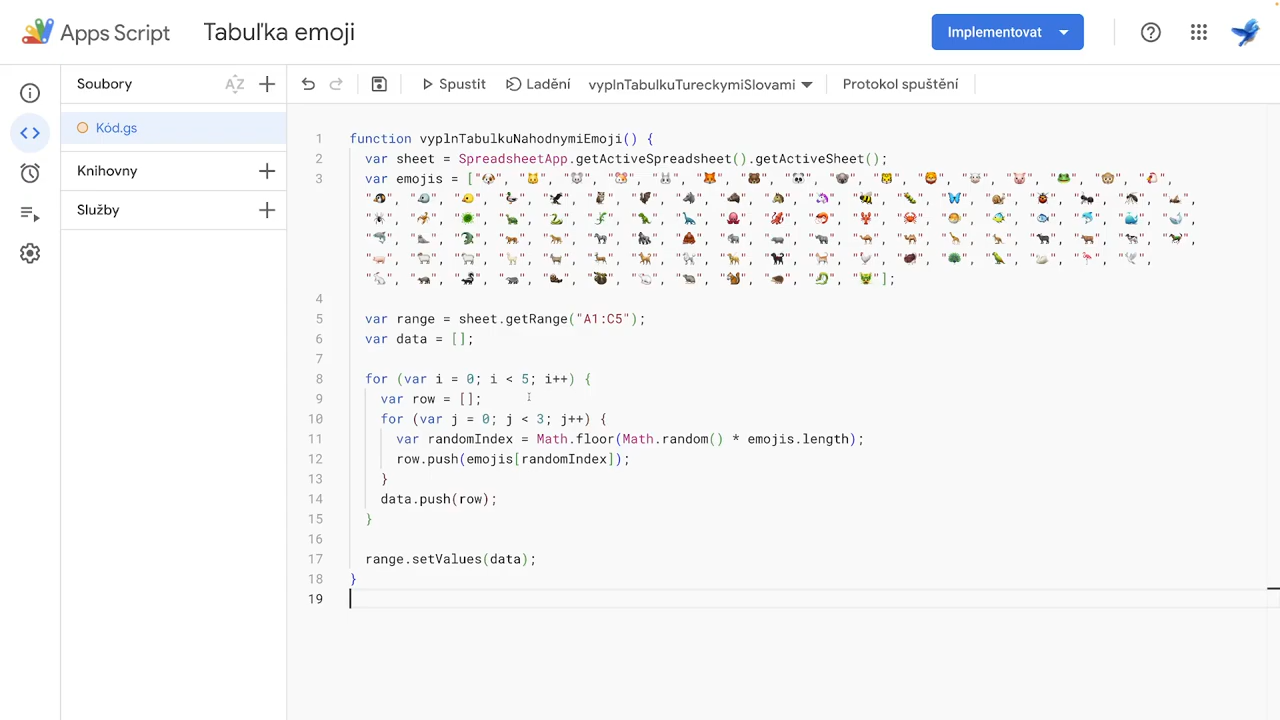 Apps Script
Tabuľka emoji
Implementovat
Soubory
Spustit
Ladění
vyplnTabulkuTureckymiSlovami
Protokol spuštění
Kód.gs
Knihovny
Služby
1 function vyplnTabulkuNahodnymiEmoji() {
2 var sheet = SpreadsheetApp.getActiveSpreadsheet().getActiveSheet();
3 var emojis = ["🐶", "🐱", "🐭", "🐹", "🐰", "🦊", "🐻", "🐼", "🐨", "🐯", "🦁", "🐮", "🐷", "🐸", "🐵", "🐔",
4
5 var range = sheet.getRange("A1:C5");
6 var data = [];
7
8 for (var i = 0; i < 5; i++) {
9 var row = [];
10 for (var j = 0; j < 3; j++) {
11 var randomIndex = Math.floor(Math.random() * emojis.length);
12 row.push(emojis[randomIndex]);
13 }
14 data.push(row);
15 }
16
17 range.setValues(data);
18 }
19